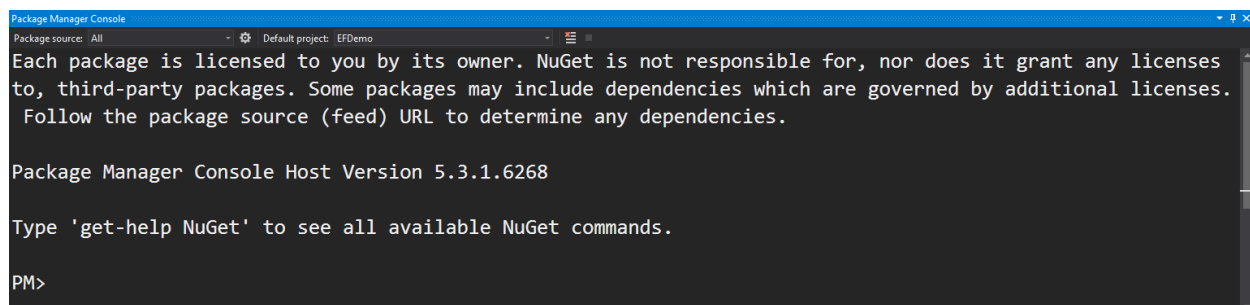 Package Manager Console
Package source: All Default project: EFDemo
Each package is licensed to you by its owner. NuGet is not responsible for, nor does it grant any licenses
to, third-party packages. Some packages may include dependencies which are governed by additional licenses.
Follow the package source (feed) URL to determine any dependencies.
Package Manager Console Host Version 5.3.1.6268
Type 'get-help NuGet' to see all available NuGet commands.
PM>